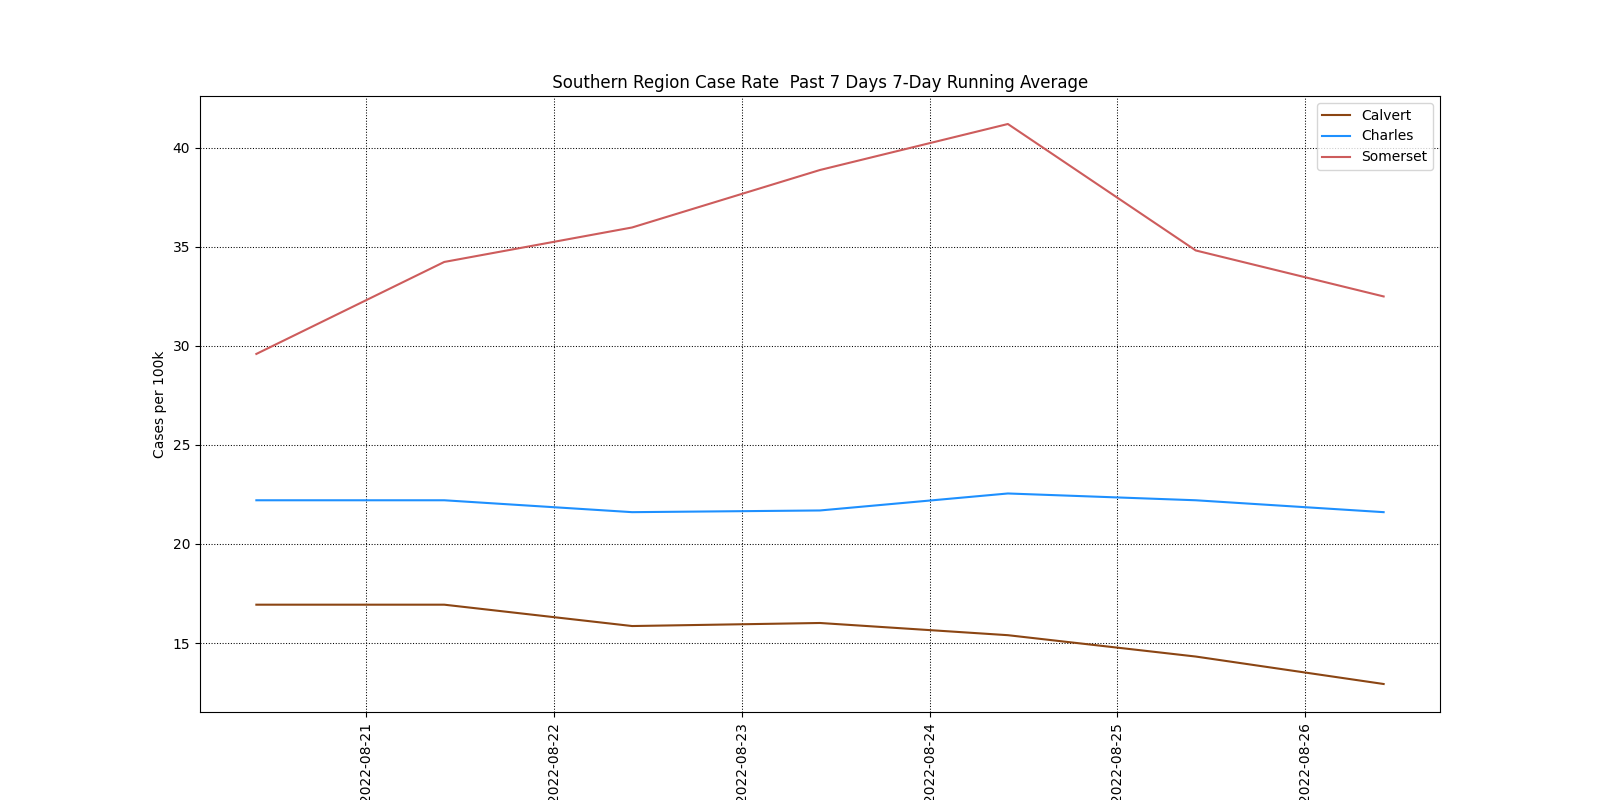 Southern Region Case Rate  Past 7 Days 7-Day Running Average
Calvert
Charles
Somerset
Cases per 100k
40
35
30
25
20
15
2022-08-21
2022-08-22
2022-08-23
2022-08-24
2022-08-25
2022-08-26